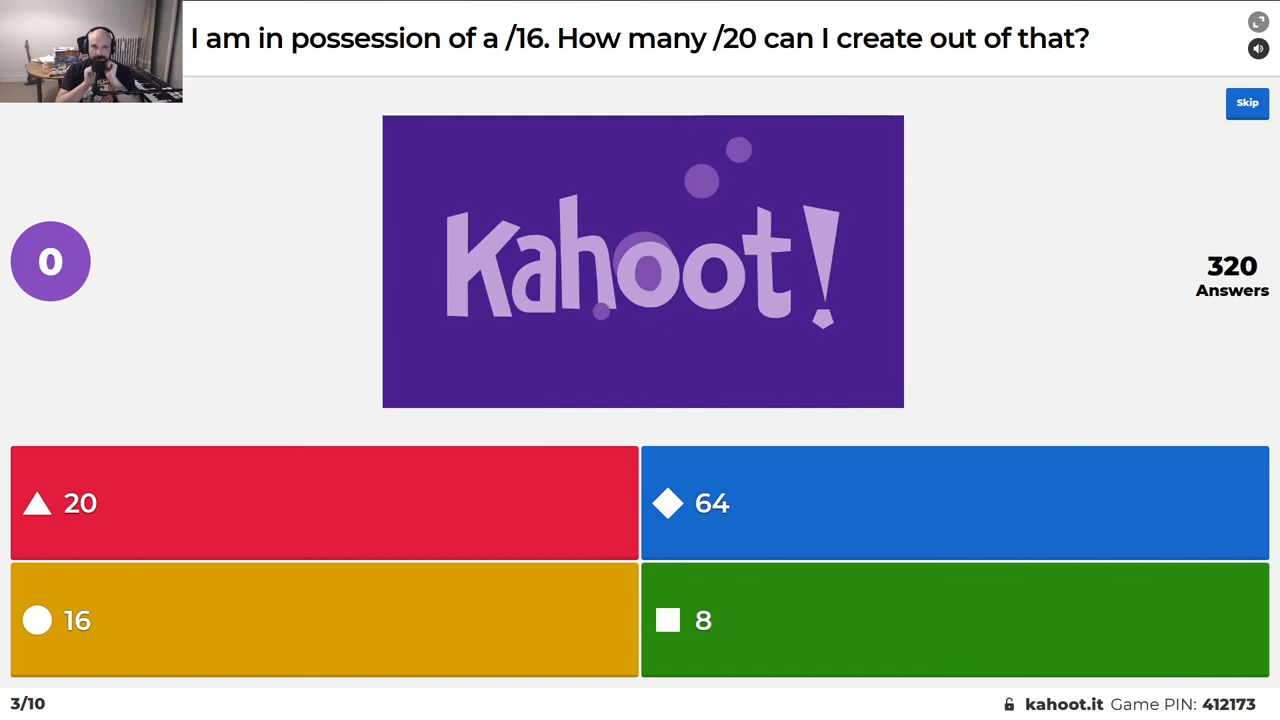 I am in possession of a /16. How many /20 can I create out of that?
Skip
Kahoot!
0
320
Answers
20
64
16
8
3/10
kahoot.it Game PIN: 412173